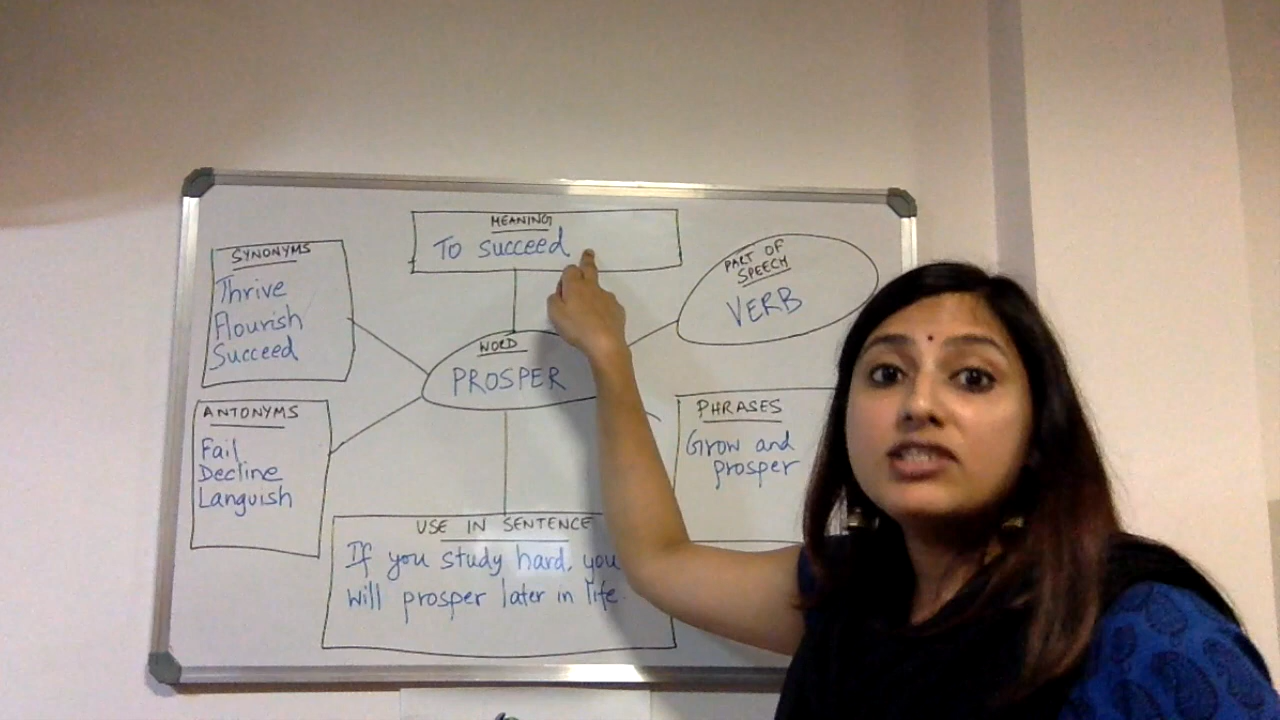 MEANING
To succeed
SYNONYMS
Thrive
Flourish
Succeed
PART OF
SPEECH
VERB
WORD
PROSPER
ANTONYMS
Fail
Decline
Languish
PHRASES
Grow and
prosper
USE IN SENTENCE
If you study hard, you
will prosper later in life.